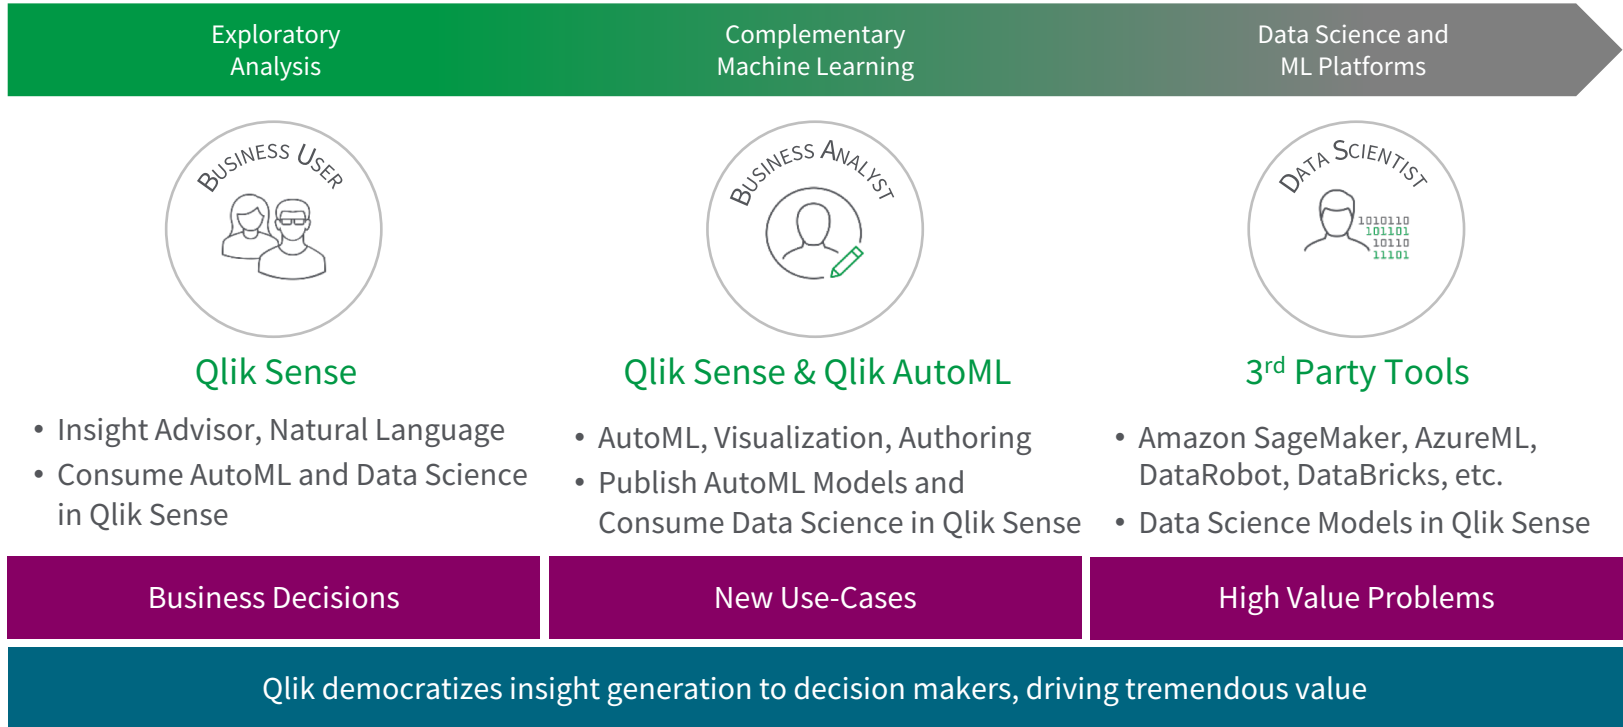 Exploratory
Analysis
Complementary
Machine Learning
Data Science and
ML Platforms
BUSINESS USER
BUSINESS ANALYST
DATA SCIENTIST
1010110
101101
10110
11101
Qlik Sense
• Insight Advisor, Natural Language
• Consume AutoML and Data Science
in Qlik Sense
Qlik Sense & Qlik AutoML
• AutoML, Visualization, Authoring
• Publish AutoML Models and
Consume Data Science in Qlik Sense
3rd Party Tools
• Amazon SageMaker, AzureML,
DataRobot, DataBricks, etc.
• Data Science Models in Qlik Sense
Business Decisions
New Use-Cases
High Value Problems
Qlik democratizes insight generation to decision makers, driving tremendous value